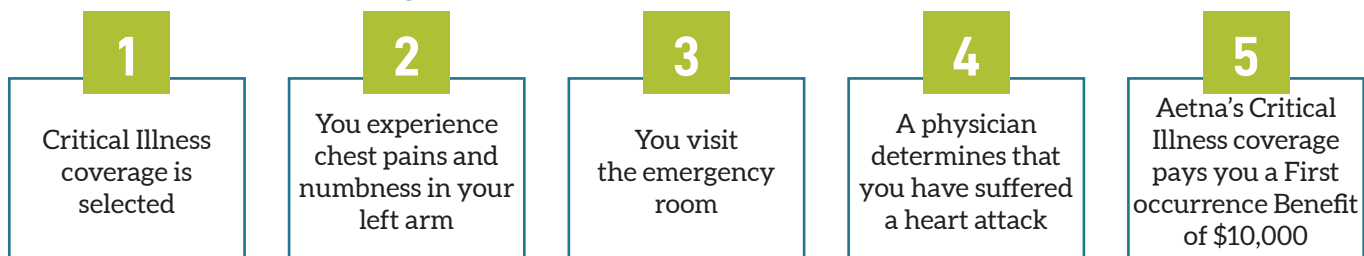 1
Critical Illness
coverage is
selected
2
You experience
chest pains and
numbness in your
left arm
3
You visit
the emergency
room
4
A physician
determines that
you have suffered
a heart attack
5
Aetna's Critical
Illness coverage
pays you a First
occurrence Benefit
of $10,000